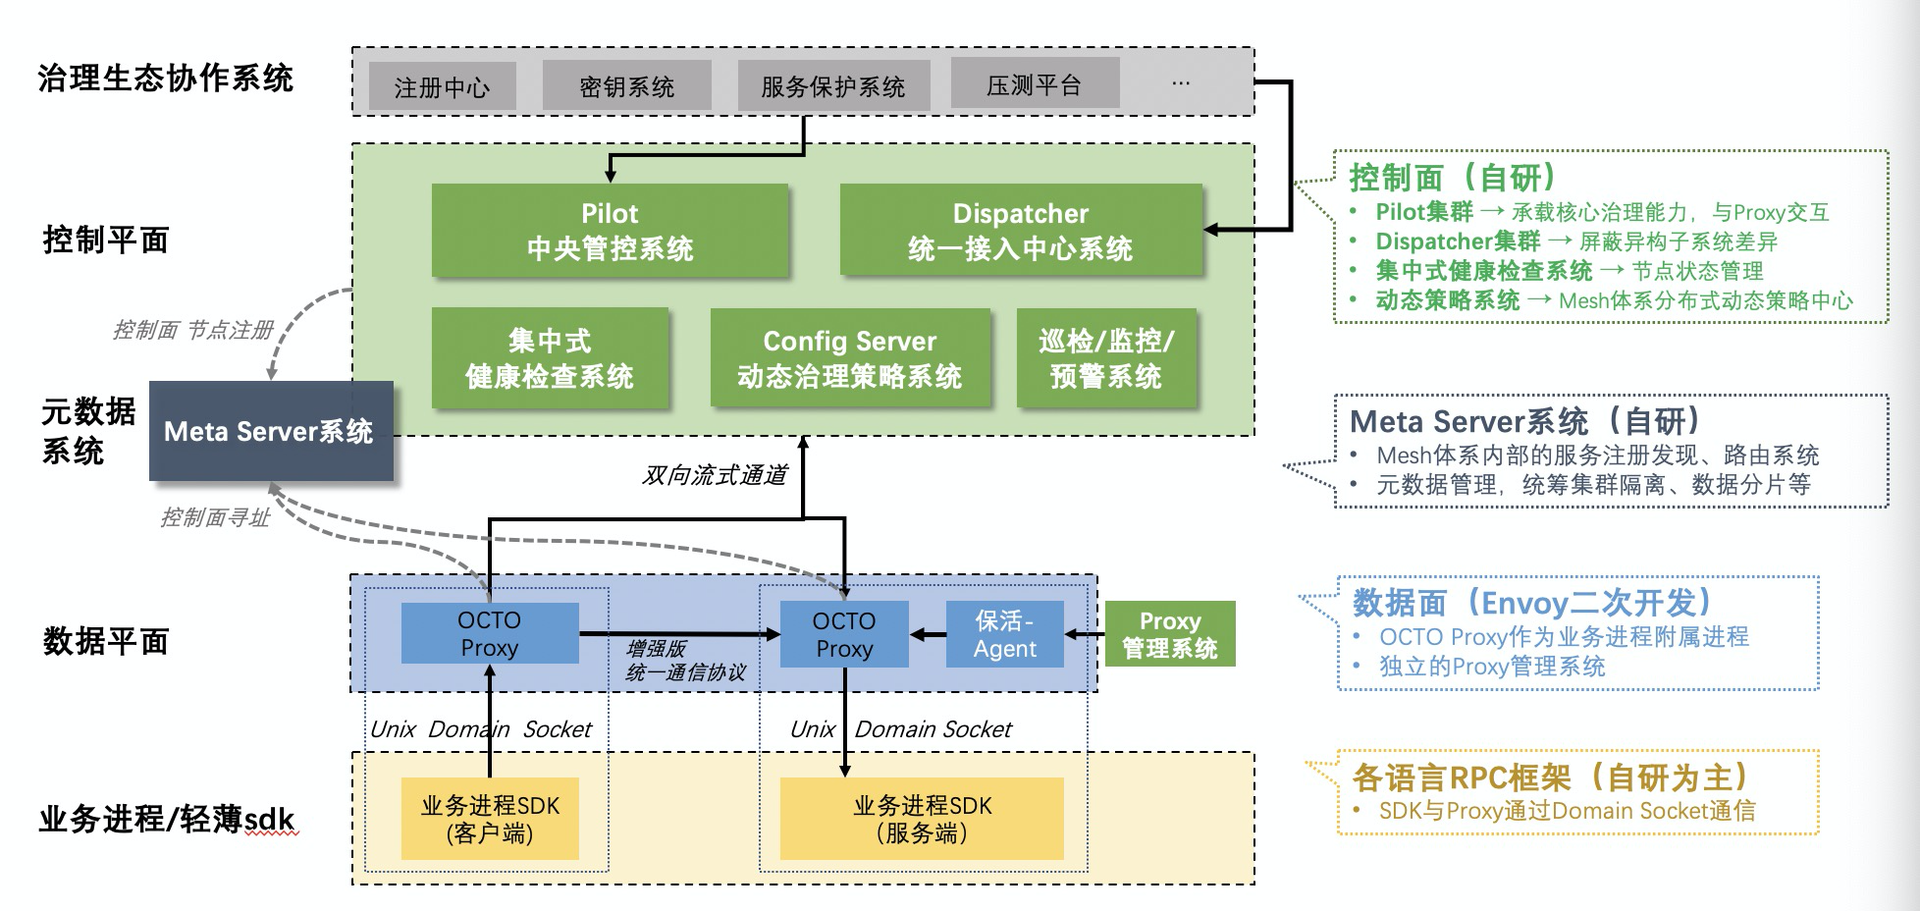 治理生态协作系统
注册中心
密钥系统
服务保护系统
压测平台
...
控制平面
Pilot
中央管控系统
Dispatcher
统一接入中心系统
集中式
健康检查系统
Config Server
动态治理策略系统
巡检/监控/
预警系统
控制面（自研）
• Pilot集群 → 承载核心治理能力，与Proxy交互
• Dispatcher集群 → 屏蔽异构子系统差异
• 集中式健康检查系统 → 节点状态管理
• 动态策略系统 → Mesh体系分布式动态策略中心
控制面 节点注册
元数据
系统
Meta Server系统
控制面寻址
双向流式通道
Meta Server系统（自研）
• Mesh体系内部的服务注册发现、路由系统
• 元数据管理，统筹集群隔离、数据分片等
数据平面
OCTO
Proxy
增强版
统一通信协议
OCTO
Proxy
保活-
Agent
Proxy
管理系统
数据面（Envoy二次开发）
• OCTO Proxy作为业务进程附属进程
• 独立的Proxy管理系统
Unix Domain Socket
Unix Domain Socket
业务进程/轻薄sdk
业务进程SDK
(客户端)
业务进程SDK
（服务端）
各语言RPC框架（自研为主）
• SDK与Proxy通过Domain Socket通信